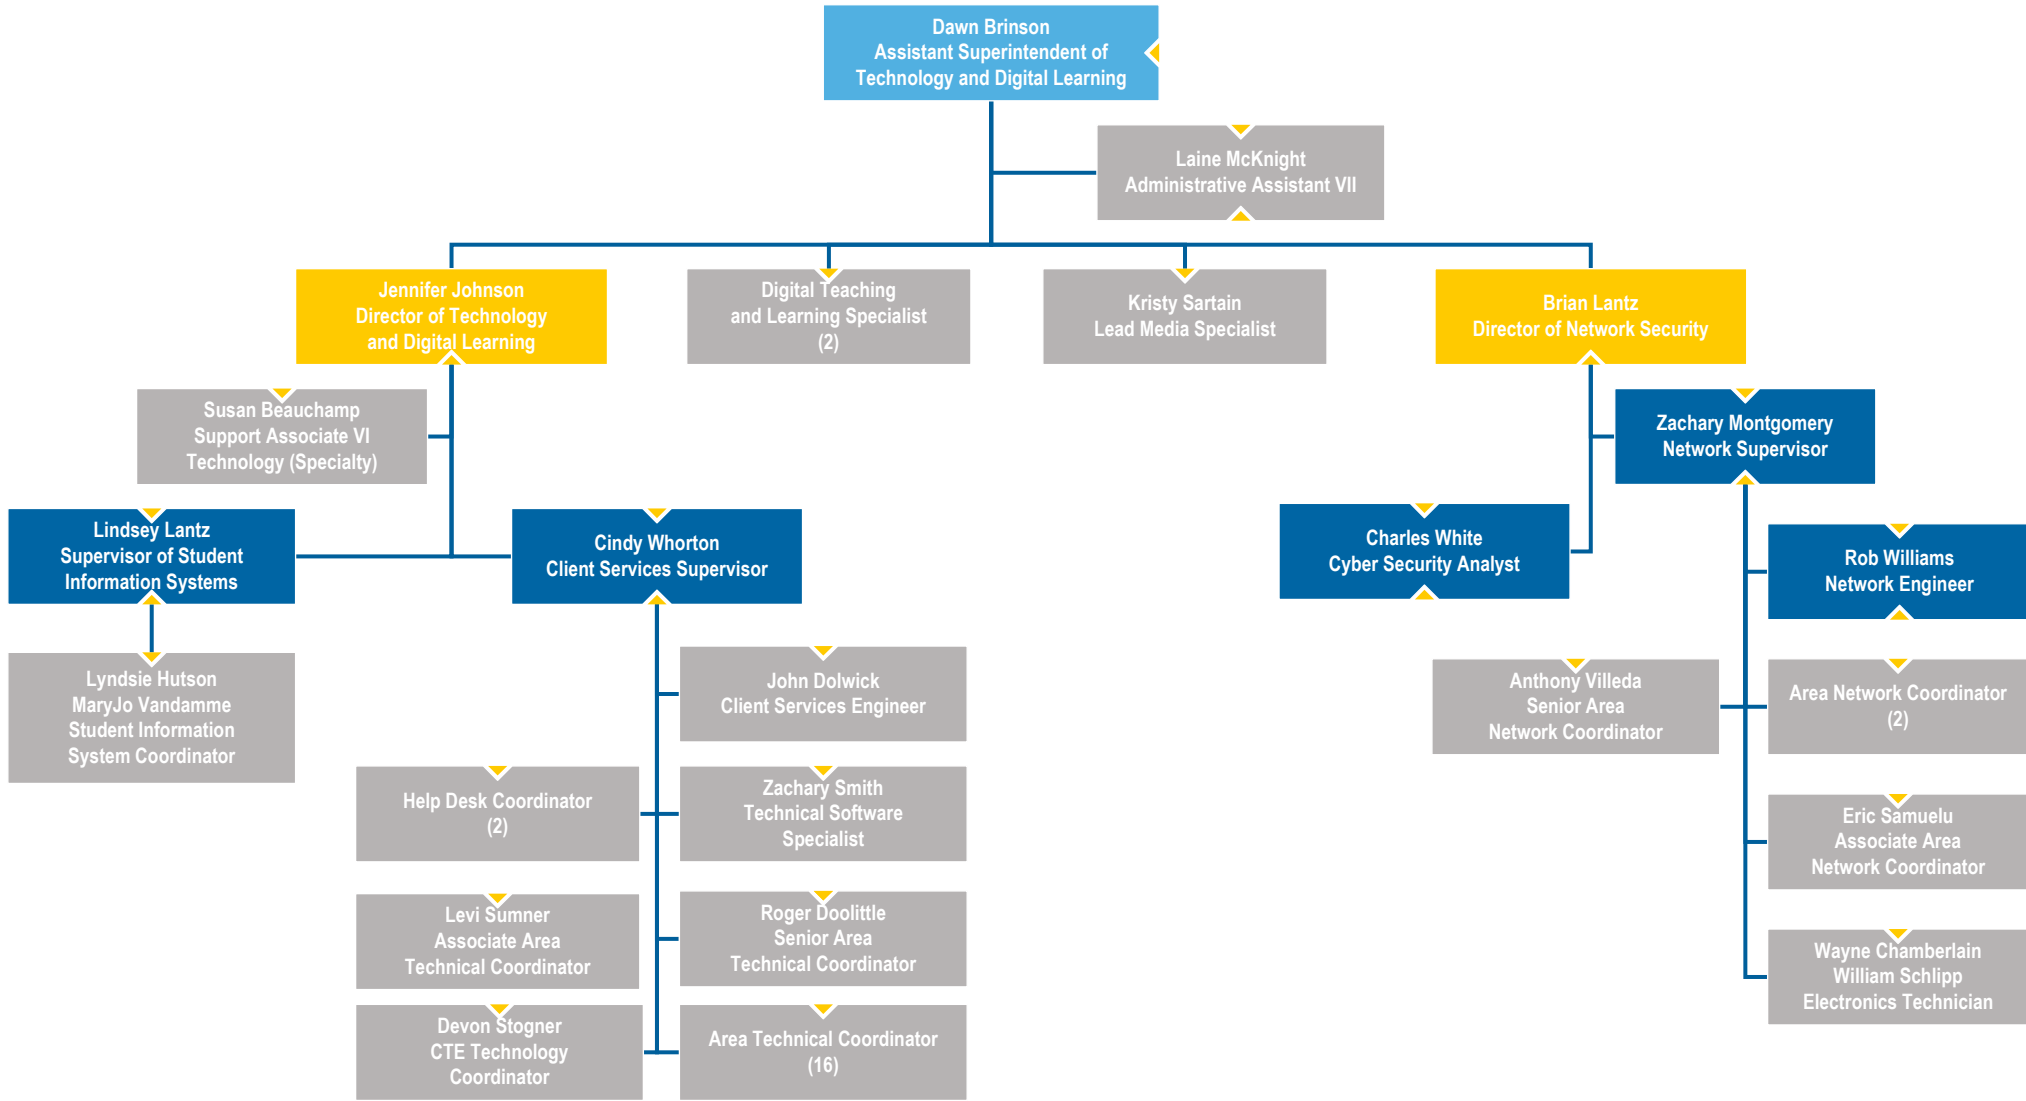 Dawn Brinson
Assistant Superintendent of
Technology and Digital Learning
Laine McKnight
Administrative Assistant VII
Jennifer Johnson
Director of Technology
and Digital Learning
Digital Teaching
and Learning Specialist
(2)
Kristy Sartain
Lead Media Specialist
Brian Lantz
Director of Network Security
Susan Beauchamp
Support Associate VI
Technology (Specialty)
Zachary Montgomery
Network Supervisor
Lindsey Lantz
Supervisor of Student
Information Systems
Cindy Whorton
Client Services Supervisor
Charles White
Cyber Security Analyst
Rob Williams
Network Engineer
Lyndsie Hutson
MaryJo Vandamme
Student Information
System Coordinator
John Dolwick
Client Services Engineer
Anthony Villeda
Senior Area
Network Coordinator
Area Network Coordinator
(2)
Help Desk Coordinator
(2)
Zachary Smith
Technical Software
Specialist
Eric Samuelu
Associate Area
Network Coordinator
Levi Sumner
Associate Area
Technical Coordinator
Roger Doolittle
Senior Area
Technical Coordinator
Wayne Chamberlain
William Schlipp
Electronics Technician
Devon Stogner
CTE Technology
Coordinator
Area Technical Coordinator
(16)